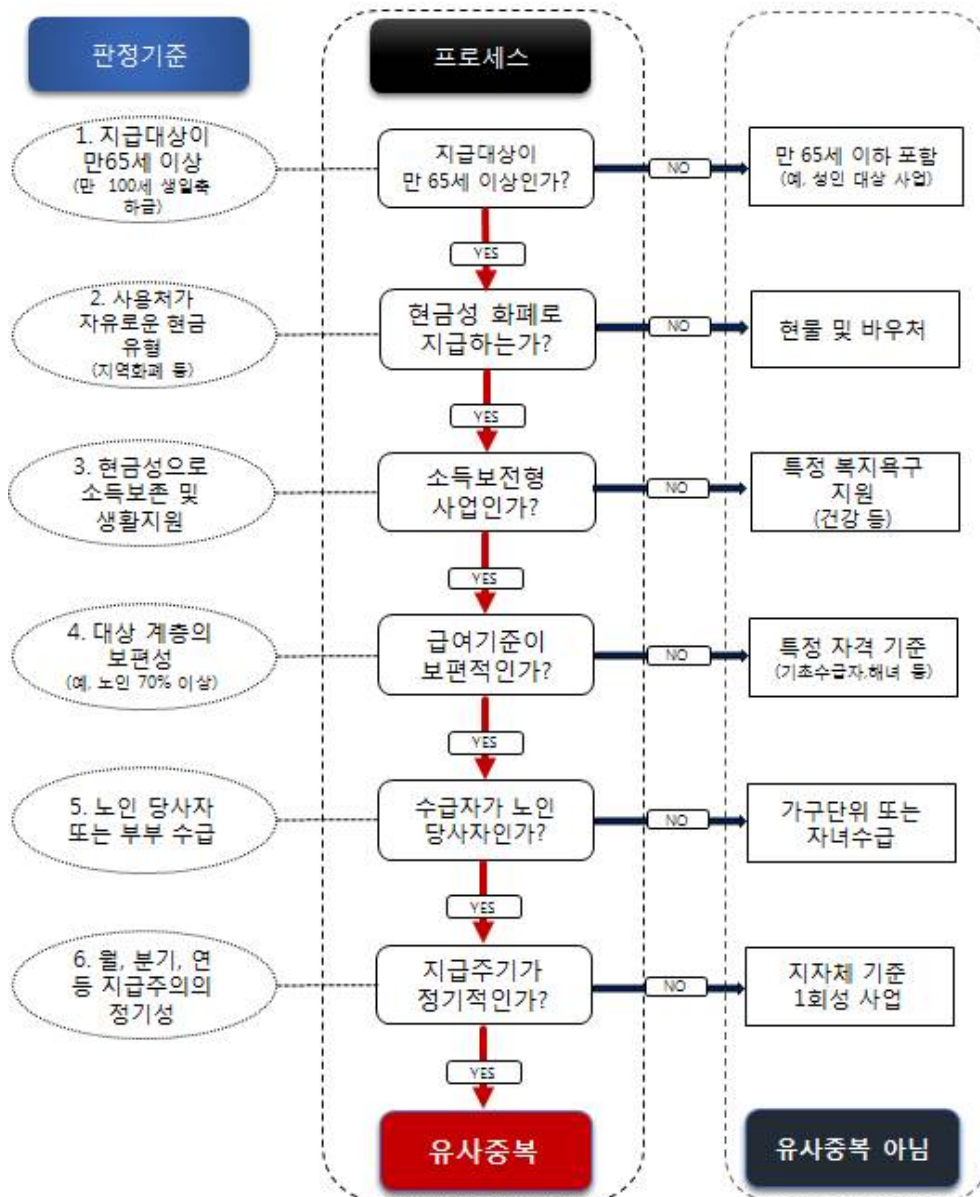 판정기준
프로세스
1. 지급대상이
만65세 이상
(만 100세 생일축
하금)
지급대상이
만 65세 이상인가?
NO
만 65세 이하 포함
(예, 성인 대상 사업)
YES
2. 사용처가
자유로운 현금
유형
(지역화폐 등)
현금성 화폐로
지급하는가?
NO
현물 및 바우처
YES
3. 현금성으로
소득보존 및
생활지원
소득보전형
사업인가?
NO
특정 복지욕구
지원
(건강 등)
YES
4. 대상 계층의
보편성
(예, 노인 70% 이상)
급여기준이
보편적인가?
NO
특정 자격 기준
(기초수급자,해녀 등)
YES
5. 노인 당사자
또는 부부 수급
수급자가 노인
당사자인가?
NO
가구단위 또는
자녀수급
YES
6. 월, 분기, 연
등 지급주의의
정기성
지급주기가
정기적인가?
NO
지자체 기준
1회성 사업
YES
유사중복
유사중복 아님